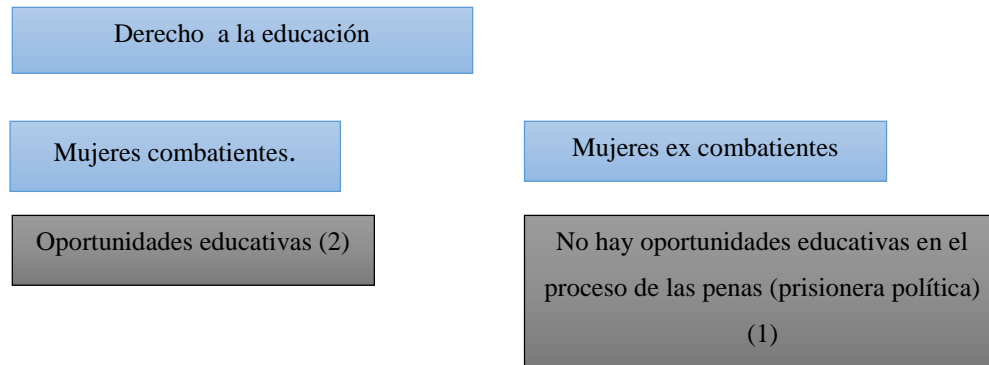 Derecho a la educación
Mujeres combatientes.
Mujeres ex combatientes
Oportunidades educativas (2)
No hay oportunidades educativas en el
proceso de las penas (prisionera política)
(1)